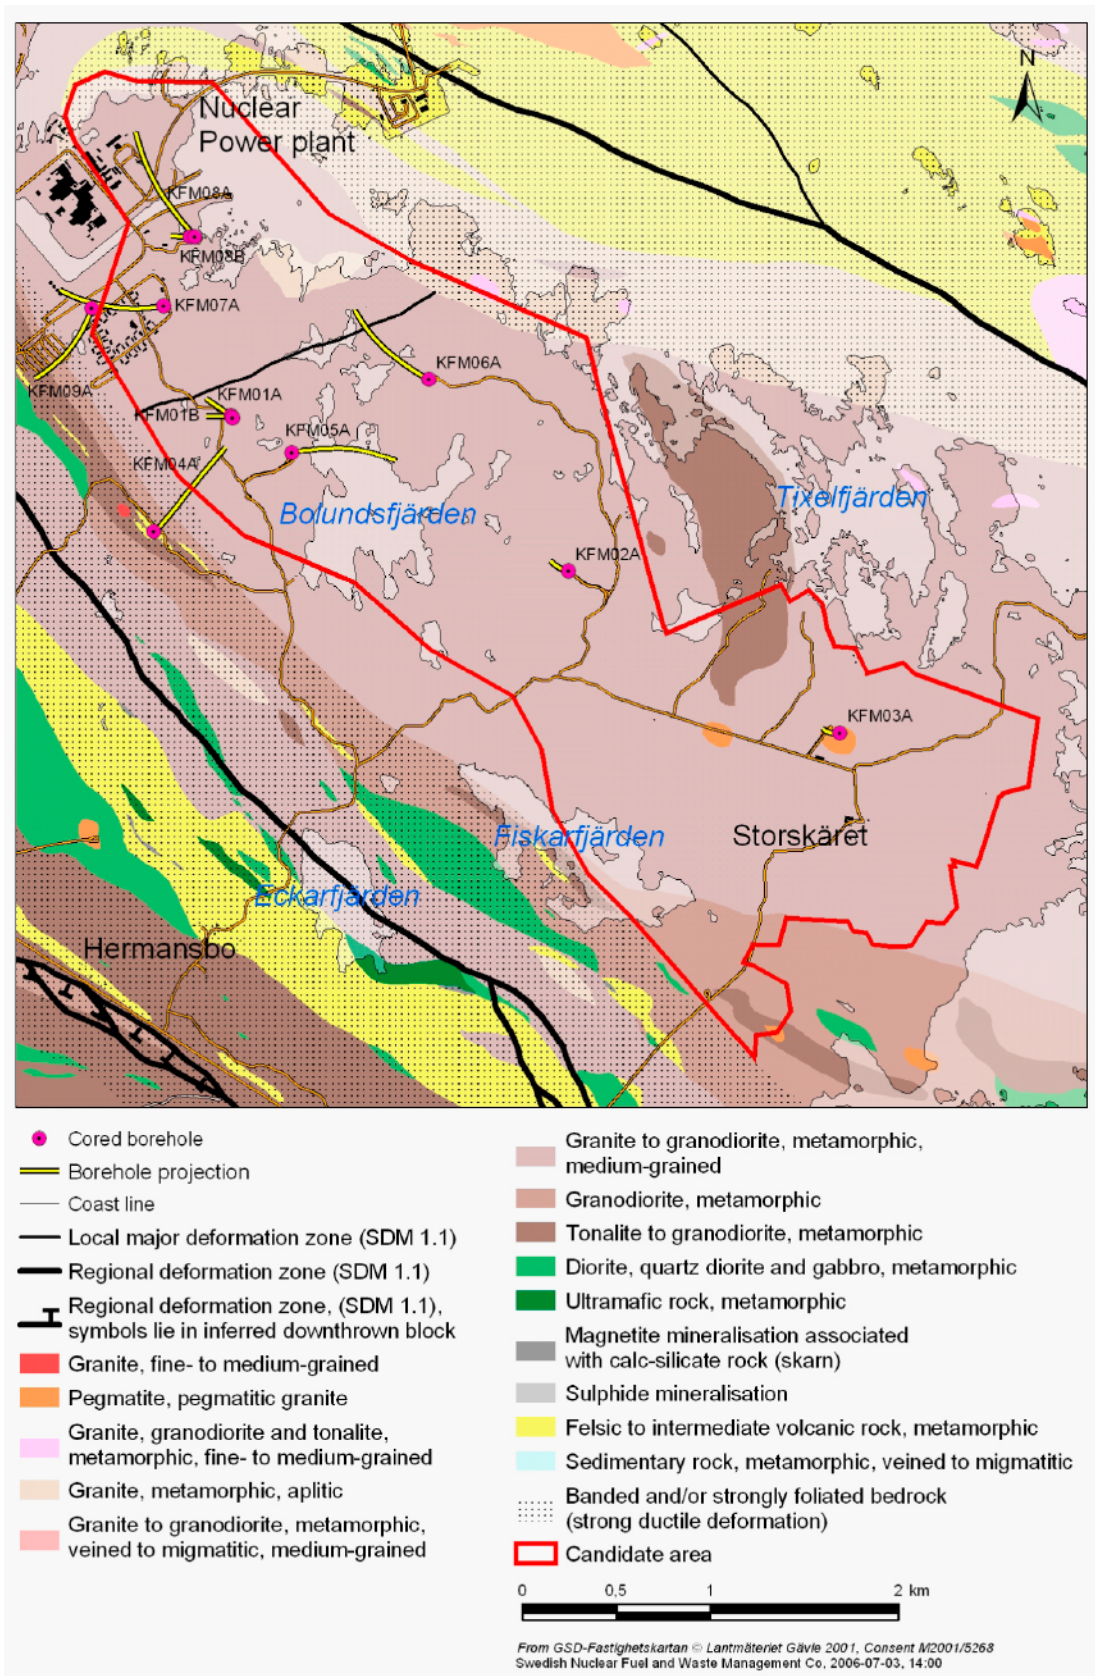 N
Nuclear
Power plant
KFM08A
KFM08B
KFM07A
KFM06A
KFM09A
KFM01A
KFM01B
KFM05A
KFM04A
Bolundsfjärden
Tixelfjärden
KFM02A
KFM03A
Fiskarfjärden
Storskäret
Eckarfjärden
Hermansbo
Cored borehole
Borehole projection
Coast line
Local major deformation zone (SDM 1.1)
Regional deformation zone (SDM 1.1)
Regional deformation zone, (SDM 1.1),
symbols lie in inferred downthrown block
Granite, fine- to medium-grained
Pegmatite, pegmatitic granite
Granite, granodiorite and tonalite,
metamorphic, fine- to medium-grained
Granite, metamorphic, aplitic
Granite to granodiorite, metamorphic,
veined to migmatitic, medium-grained
Granite to granodiorite, metamorphic,
medium-grained
Granodiorite, metamorphic
Tonalite to granodiorite, metamorphic
Diorite, quartz diorite and gabbro, metamorphic
Ultramafic rock, metamorphic
Magnetite mineralisation associated
with calc-silicate rock (skarn)
Sulphide mineralisation
Felsic to intermediate volcanic rock, metamorphic
Sedimentary rock, metamorphic, veined to migmatitic
Banded and/or strongly foliated bedrock
(strong ductile deformation)
Candidate area
0 0,5 1 2 km
From GSD-Fastighetskartan © Lantmäteriet Gävle 2001, Consent M2001/5268
Swedish Nuclear Fuel and Waste Management Co, 2006-07-03, 14:00